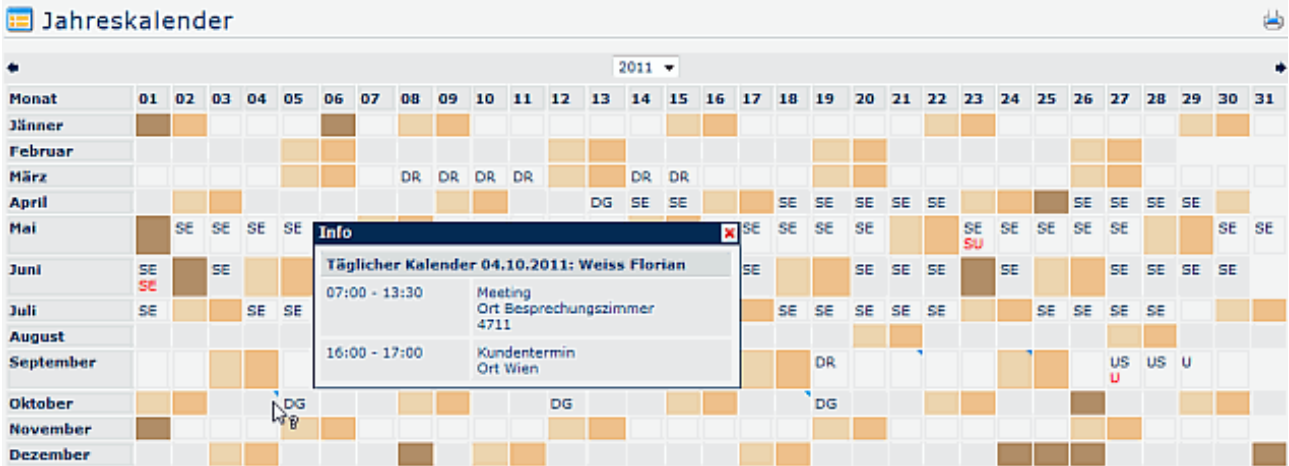 Jahreskalender
2011
Monat 01 02 03 04 05 06 07 08 09 10 11 12 13 14 15 16 17 18 19 20 21 22 23 24 25 26 27 28 29 30 31
Jänner
Februar
März DR DR DR DR DR DR
April DG SE SE SE SE SE SE SE SE SE SE SE
Mai SE SE SE SE SE SE SE SE SE SE SE SE SE SE SE
SU
Juni SE SE SE SE SE SE SE SE SE SE SE
SE
Juli SE SE SE SE SE SE SE SE SE SE SE SE SE
August
September DR US US U
U
Oktober DG DG DG
November
Dezember
Info
Täglicher Kalender 04.10.2011: Weiss Florian
07:00 - 13:30 Meeting
Ort Besprechungszimmer
4711
16:00 - 17:00 Kundentermin
Ort Wien